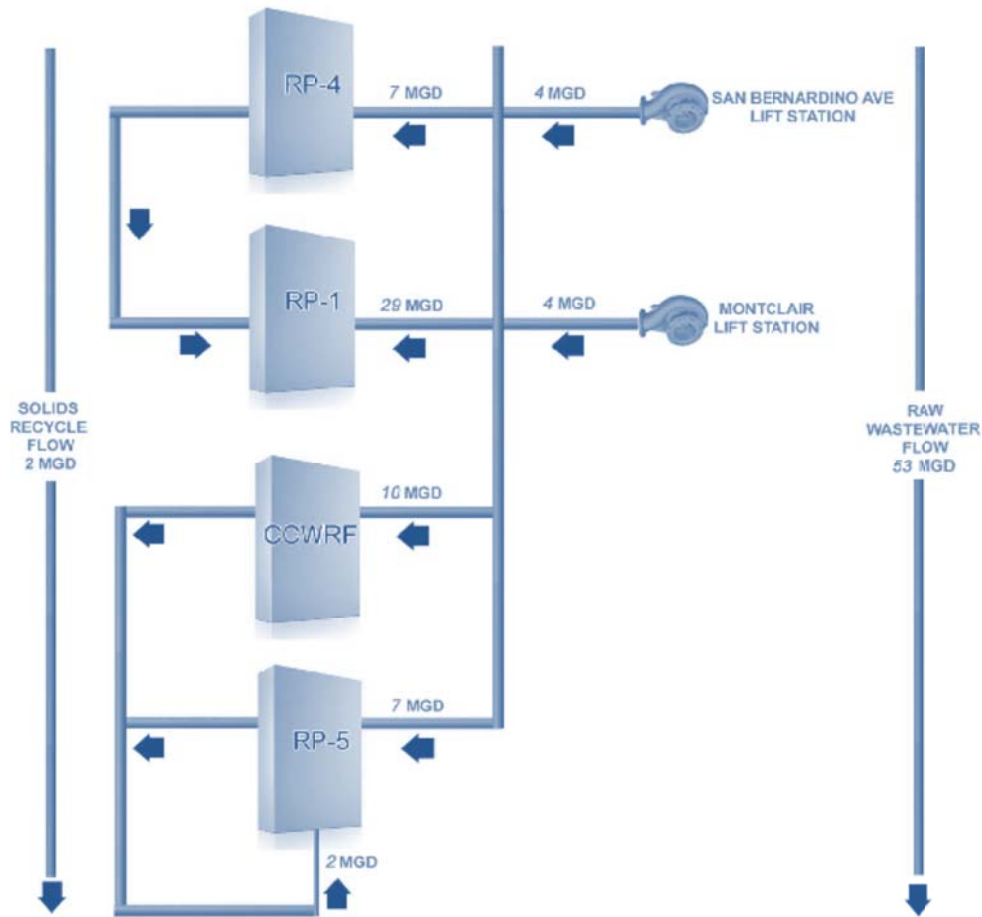 RP-4
7 MGD
4 MGD
SAN BERNARDINO AVE
LIFT STATION
RP-1
29 MGD
4 MGD
MONTCLAIR
LIFT STATION
SOLIDS
RECYCLE
FLOW
2 MGD
RAW
WASTEWATER
FLOW
53 MGD
CCWRF
10 MGD
RP-5
7 MGD
2 MGD